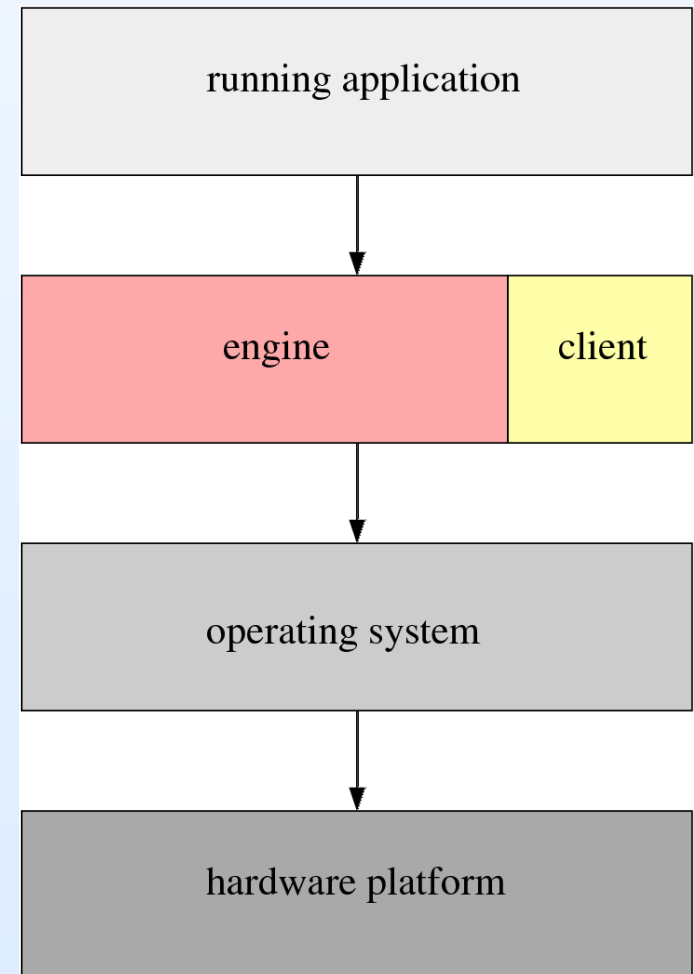 running application
engine
client
operating system
hardware platform